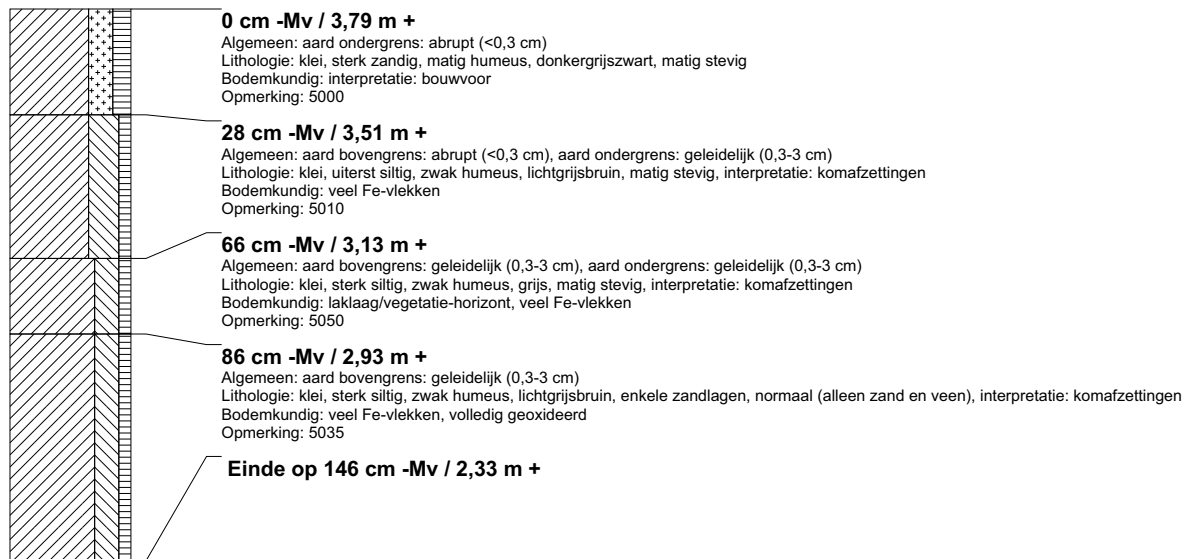 0 cm -Mv / 3,79 m +
Algemeen: aard ondergrens: abrupt (<0,3 cm)
Lithologie: klei, sterk zandig, matig humeus, donkergrijszwart, matig stevig
Bodemkundig: interpretatie: bouwvoor
Opmerking: 5000
28 cm -Mv / 3,51 m +
Algemeen: aard bovengrens: abrupt (<0,3 cm), aard ondergrens: geleidelijk (0,3-3 cm)
Lithologie: klei, uiterst siltig, zwak humeus, lichtgrijsbruin, matig stevig, interpretatie: komafzettingen
Bodemkundig: veel Fe-vlekken
Opmerking: 5010
66 cm -Mv / 3,13 m +
Algemeen: aard bovengrens: geleidelijk (0,3-3 cm), aard ondergrens: geleidelijk (0,3-3 cm)
Lithologie: klei, sterk siltig, zwak humeus, grijs, matig stevig, interpretatie: komafzettingen
Bodemkundig: laklaag/vegetatie-horizont, veel Fe-vlekken
Opmerking: 5050
86 cm -Mv / 2,93 m +
Algemeen: aard bovengrens: geleidelijk (0,3-3 cm)
Lithologie: klei, sterk siltig, zwak humeus, lichtgrijsbruin, enkele zandlagen, normaal (alleen zand en veen), interpretatie: komafzettingen
Bodemkundig: veel Fe-vlekken, volledig geoxideerd
Opmerking: 5035
Einde op 146 cm -Mv / 2,33 m +